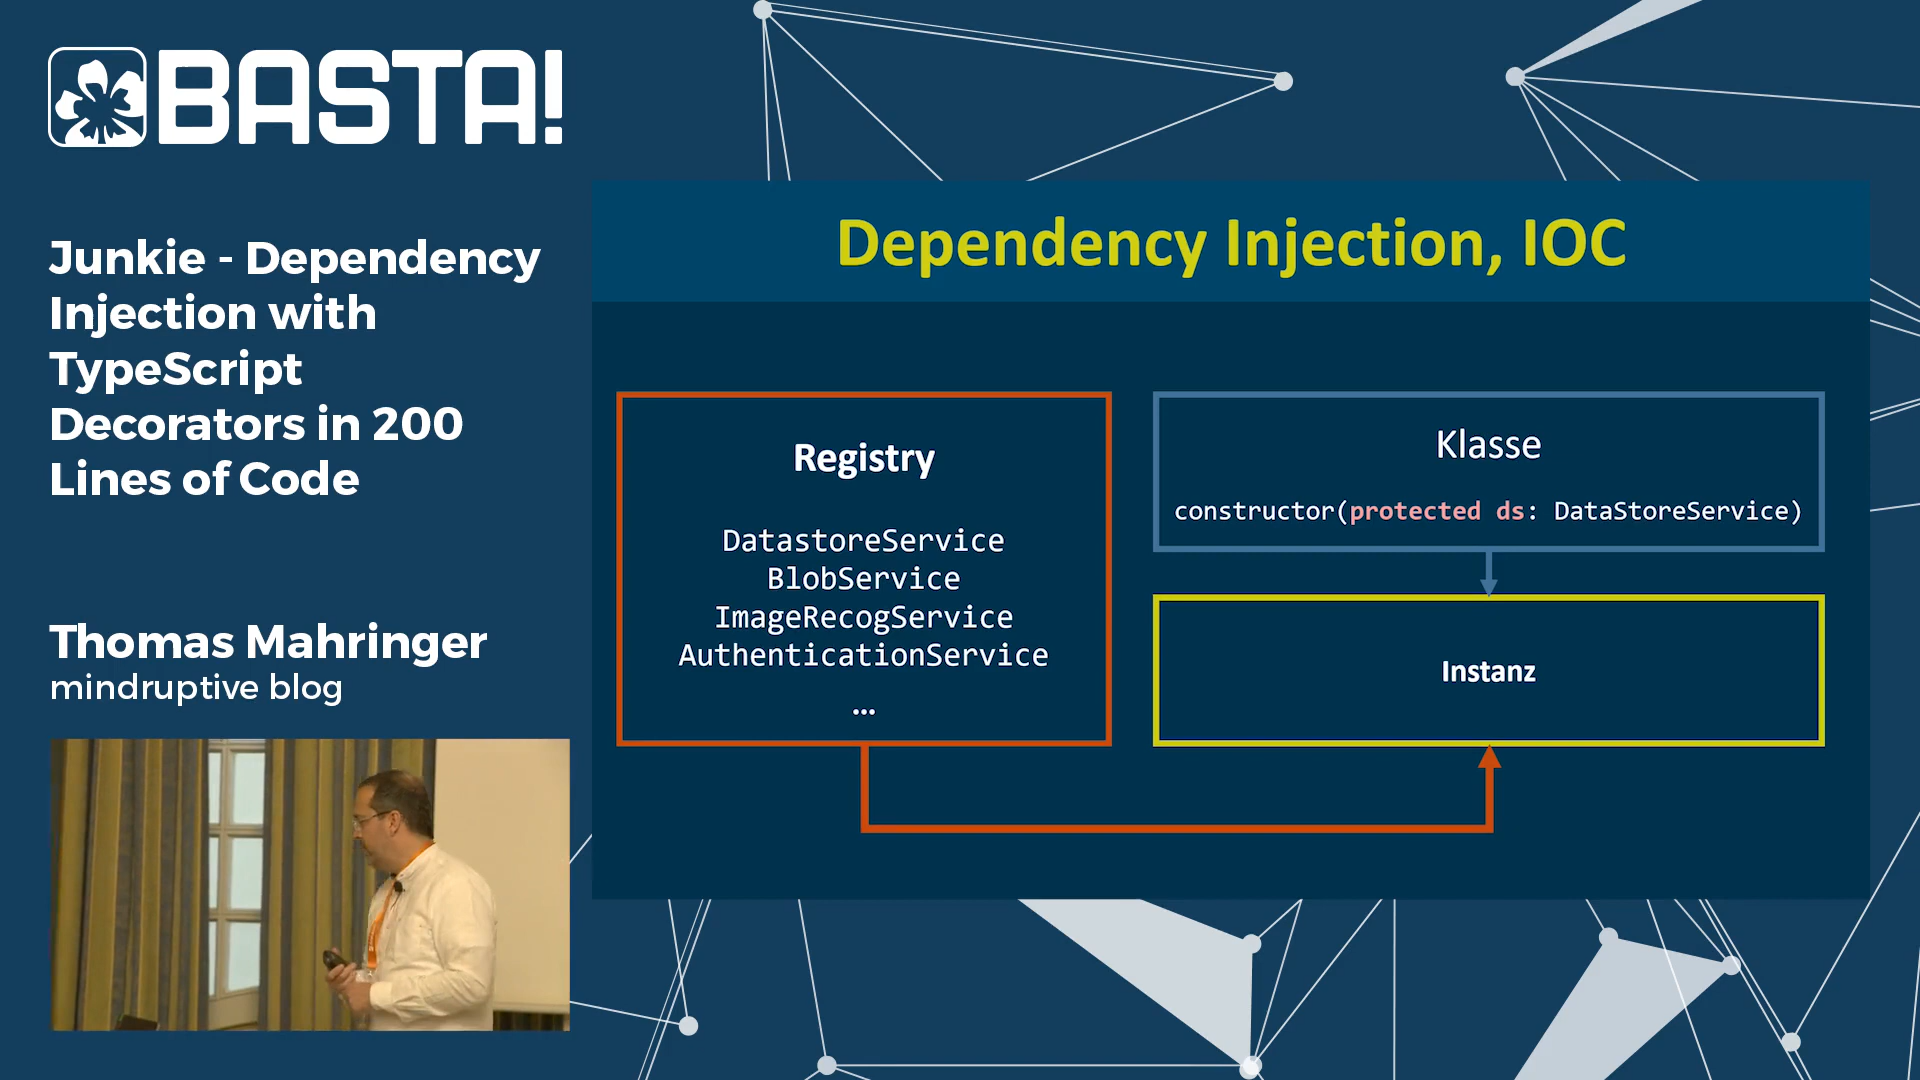 BASTA!
Junkie - Dependency
Injection with
TypeScript
Decorators in 200
Lines of Code
Thomas Mahringer
mindruptive blog
Dependency Injection, IOC
Registry
DatastoreService
BlobService
ImageRecogService
AuthenticationService
...
Klasse
constructor(protected ds: DataStoreService)
Instanz